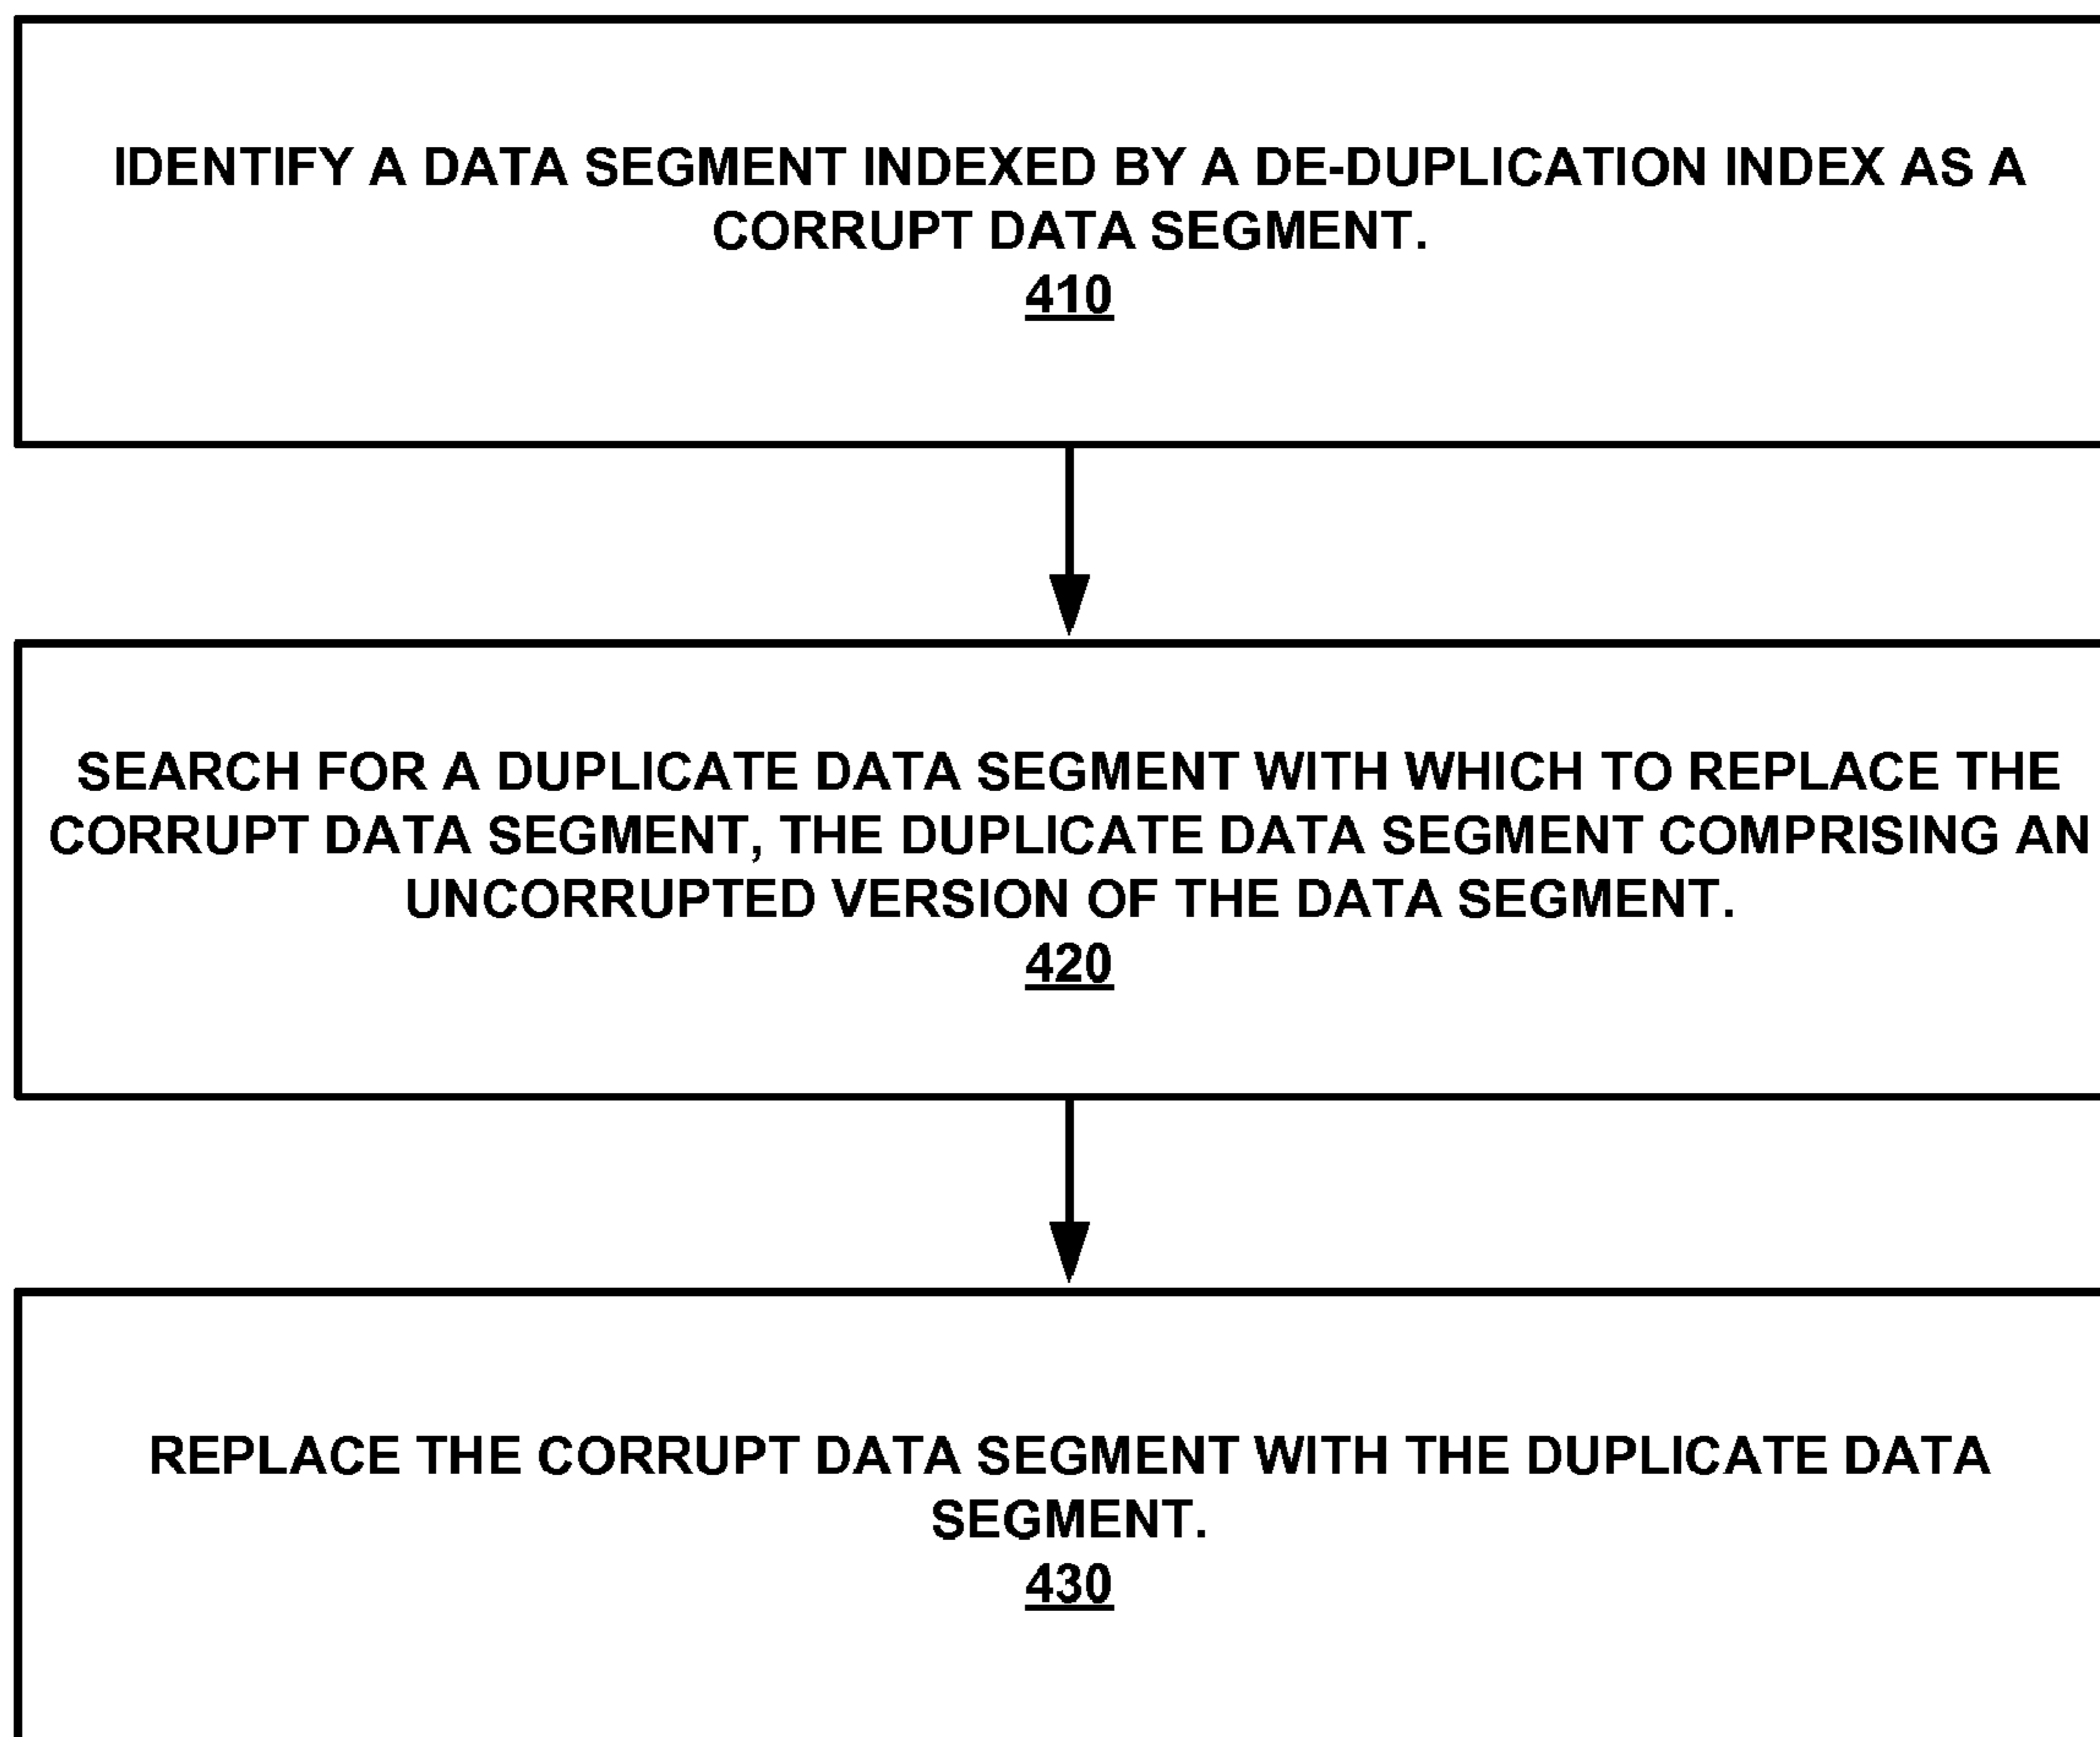 IDENTIFY A DATA SEGMENT INDEXED BY A DE-DUPLICATION INDEX AS A
CORRUPT DATA SEGMENT.
410
SEARCH FOR A DUPLICATE DATA SEGMENT WITH WHICH TO REPLACE THE
CORRUPT DATA SEGMENT, THE DUPLICATE DATA SEGMENT COMPRISING AN
UNCORRUPTED VERSION OF THE DATA SEGMENT.
420
REPLACE THE CORRUPT DATA SEGMENT WITH THE DUPLICATE DATA
SEGMENT.
430